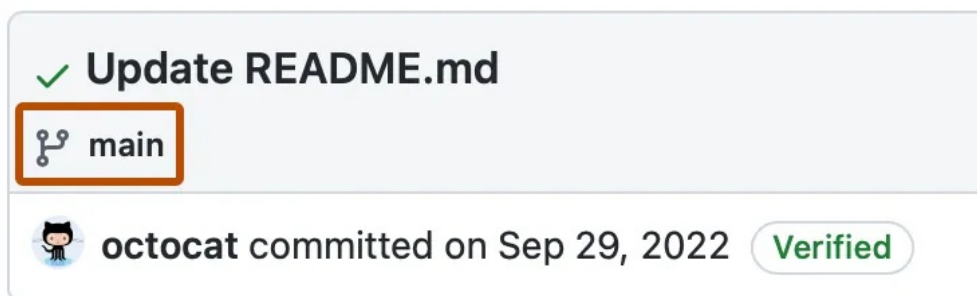 Update README.md
main
octocat committed on Sep 29, 2022 Verified